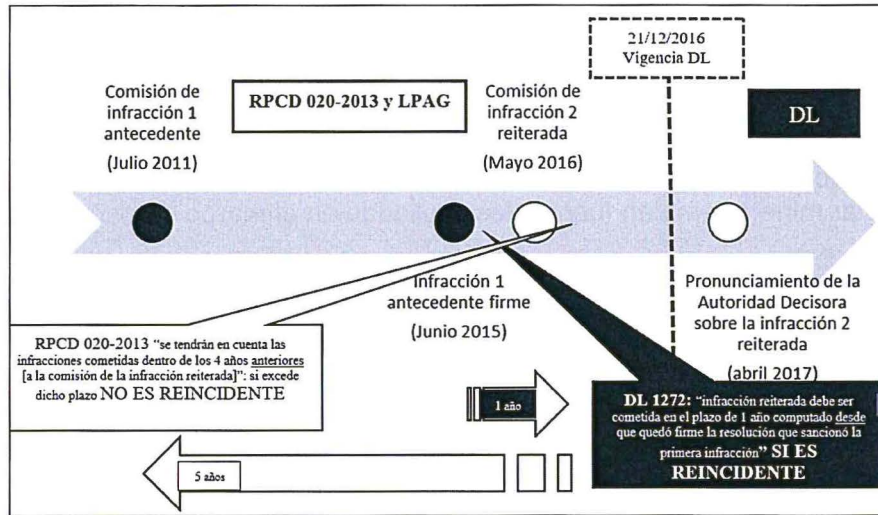 21/12/2016
Vigencia DL
Comisión de
infracción 1
antecedente
(Julio 2011)
RPCD 020-2013 y LPAG
Comisión de
infracción 2
reiterada
(Mayo 2016)
DL
Infracción 1
antecedente firme
(Junio 2015)
Pronunciamiento de la
Autoridad Decisora
sobre la infracción 2
reiterada
(abril 2017)
RPCD 020-2013 "se tendrán en cuenta las
infracciones cometidas dentro de los 4 años anteriores
[a la comisión de la infracción reiterada]": si excede
dicho plazo NO ES REINCIDENTE
1 año
DL 1272: "infracción reiterada debe ser
cometida en el plazo de 1 año computado desde
que quedó firme la resolución que sancionó la
primera infracción" SI ES
REINCIDENTE
5 años